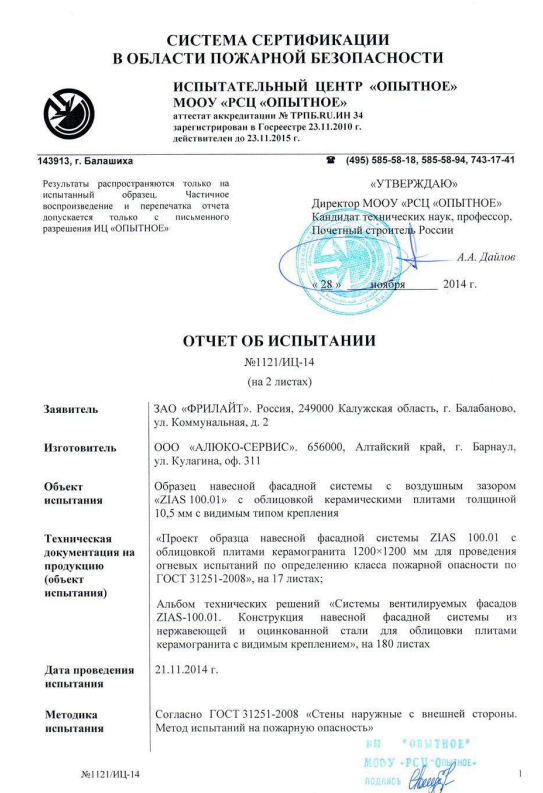 СИСТЕМА СЕРТИФИКАЦИИ
В ОБЛАСТИ ПОЖАРНОЙ БЕЗОПАСНОСТИ
ИСПЫТАТЕЛЬНЫЙ ЦЕНТР «ОПЫТНОЕ»
МООУ «РСЦ «ОПЫТНОЕ»
аттестат аккредитации № ТРПБ.RU.ИН 34
зарегистрирован в Госреестре 23.11.2010 г.
действителен до 23.11.2015 г.
143913, г. Балашиха
☎ (495) 585-58-18, 585-58-94, 743-17-41
Результаты распространяются только на
испытанный образец. Частичное
воспроизведение и перепечатка отчета
допускается только с письменного
разрешения ИЦ «ОПЫТНОЕ»
«УТВЕРЖДАЮ»
Директор МООУ «РСЦ «ОПЫТНОЕ»
Кандидат технических наук, профессор,
Почетный строитель России
А.А. Дайлов
« 28 » ноября 2014 г.
ОТЧЕТ ОБ ИСПЫТАНИИ
№1121/ИЦ-14
(на 2 листах)
Заявитель
ЗАО «ФРИЛАЙТ». Россия, 249000 Калужская область, г. Балабаново,
ул. Коммунальная, д. 2
Изготовитель
ООО «АЛЮКО-СЕРВИС». 656000, Алтайский край, г. Барнаул,
ул. Кулагина, оф. 311
Объект
испытания
Образец навесной фасадной системы с воздушным зазором
«ZIAS 100.01» с облицовкой керамическими плитами толщиной
10,5 мм с видимым типом крепления
Техническая
документация на
продукцию
(объект
испытания)
«Проект образца навесной фасадной системы ZIAS 100.01 с
облицовкой плитами керамогранита 1200×1200 мм для проведения
огневых испытаний по определению класса пожарной опасности по
ГОСТ 31251-2008», на 17 листах;
Альбом технических решений «Системы вентилируемых фасадов
ZIAS-100.01. Конструкция навесной фасадной системы из
нержавеющей и оцинкованной стали для облицовки плитами
керамогранита с видимым креплением», на 180 листах
Дата проведения
испытания
21.11.2014 г.
Методика
испытания
Согласно ГОСТ 31251-2008 «Стены наружные с внешней стороны.
Метод испытаний на пожарную опасность»
"ОПЫТНОЕ"
МООУ «РСЦ "Опытное»
ПОДПИСЬ
№1121/ИЦ-14
1